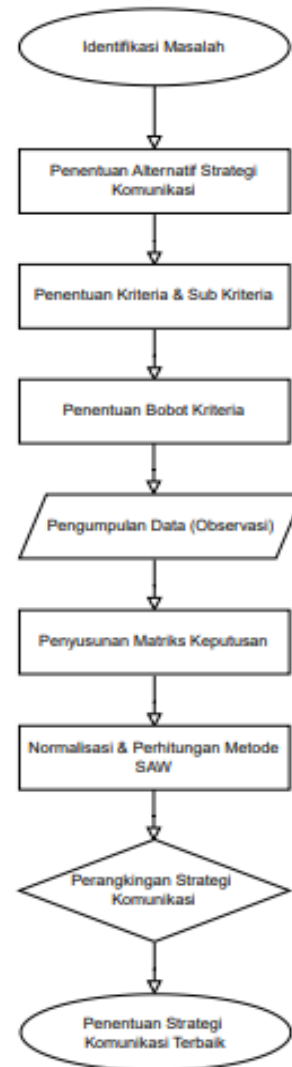 Identifikasi Masalah
Penentuan Alternatif Strategi
Komunikasi
Penentuan Kriteria & Sub Kriteria
Penentuan Bobot Kriteria
Pengumpulan Data (Observasi)
Penyusunan Matriks Keputusan
Normalisasi & Perhitungan Metode
SAW
Perangkingan Strategi
Komunikasi
Penentuan Strategi
Komunikasi Terbaik